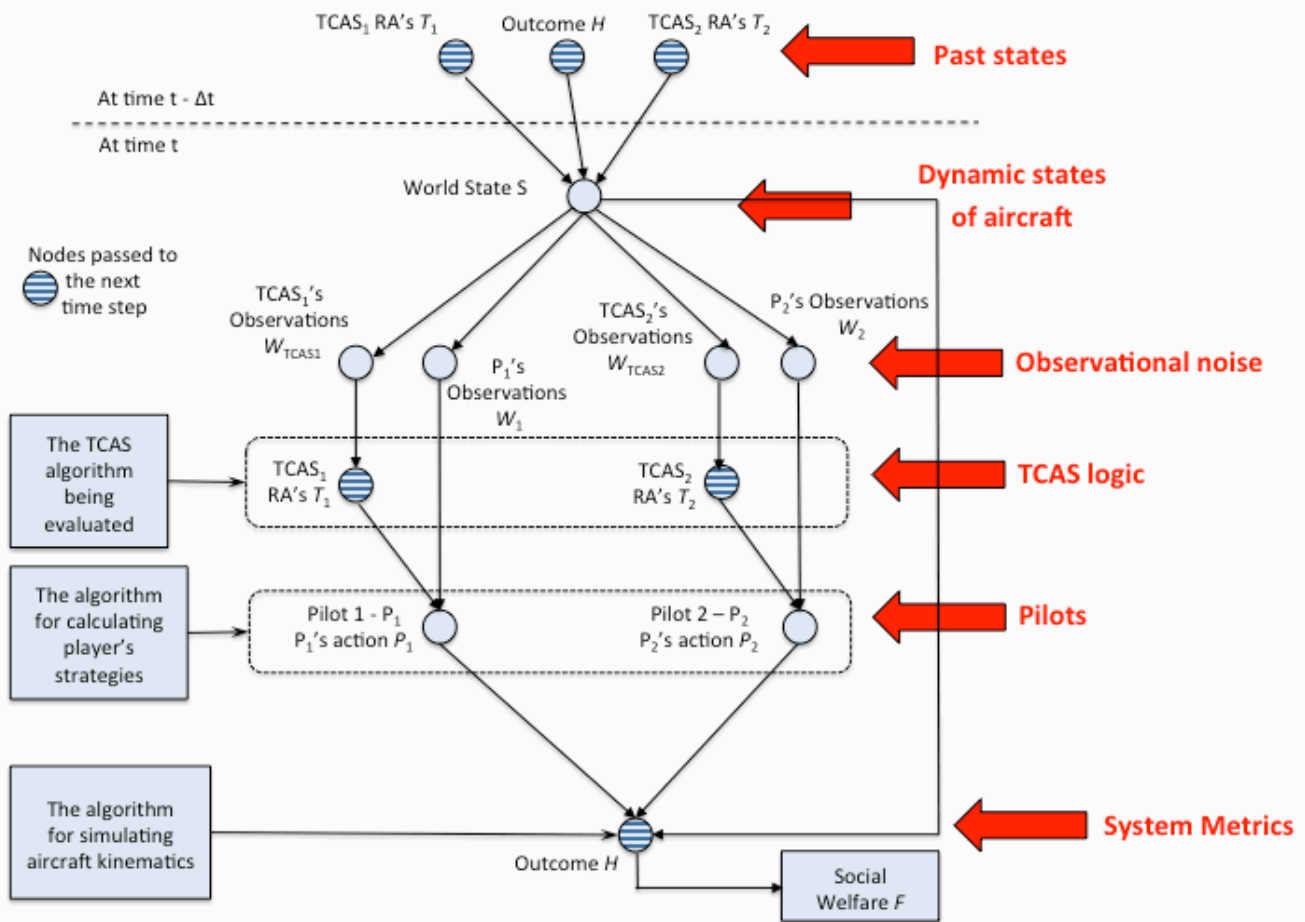 TCAS₁ RA's T₁
Outcome H
TCAS₂ RA's T₂
Past states
At time t - Δt
At time t
World State S
Dynamic states
of aircraft
Nodes passed to
the next
time step
TCAS₁'s
Observations
W_TCAS1
P₁'s
Observations
W₁
TCAS₂'s
Observations
W_TCAS2
P₂'s Observations
W₂
Observational noise
The TCAS
algorithm
being
evaluated
TCAS₁
RA's T₁
TCAS₂
RA's T₂
TCAS logic
The algorithm
for calculating
player's
strategies
Pilot 1 - P₁
P₁'s action P₁
Pilot 2 – P₂
P₂'s action P₂
Pilots
The algorithm
for simulating
aircraft kinematics
Outcome H
System Metrics
Social
Welfare F